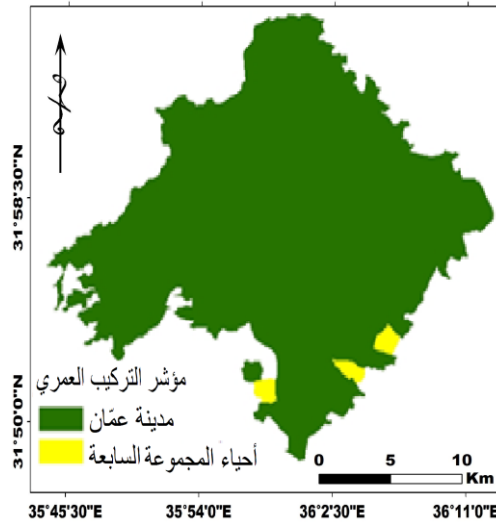 31°58'30"N
31°50'0"N
مؤشر التركيب العمري
مدينة عمّان
أحياء المجموعة السابعة
0 5 10
Km
35°45'30"E 35°54'0"E 36°2'30"E 36°11'0"E